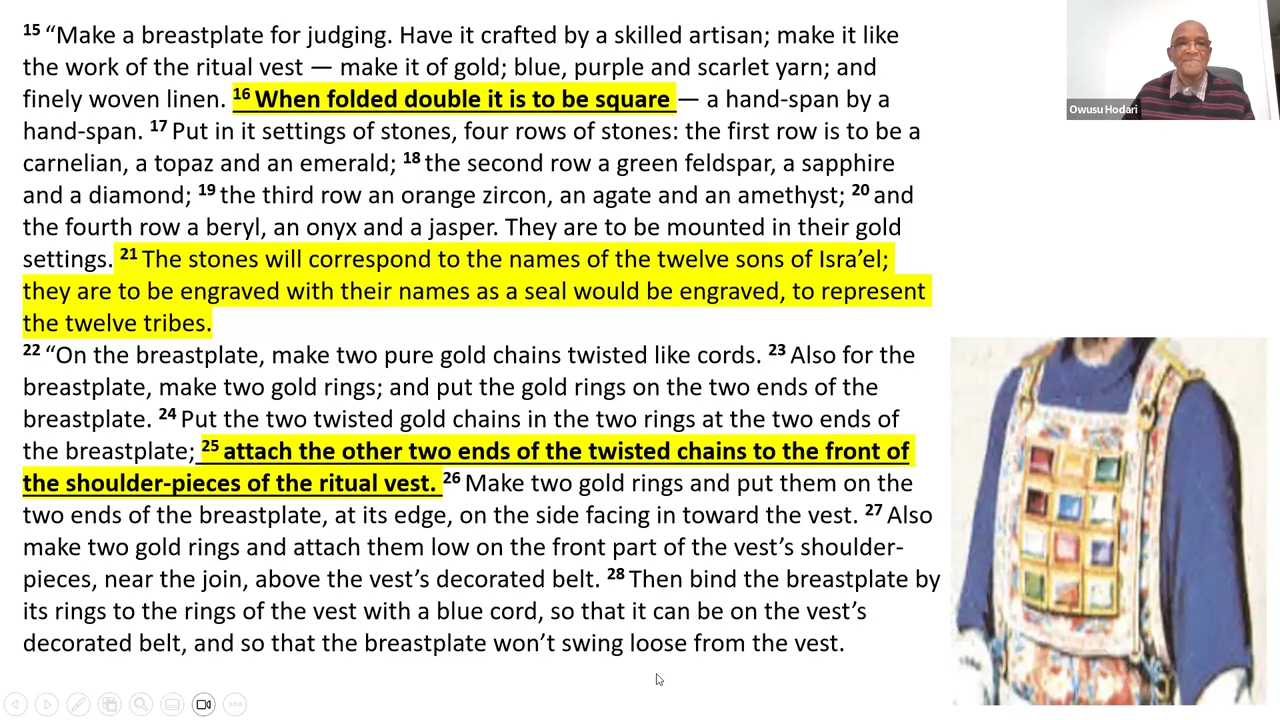 15 “Make a breastplate for judging. Have it crafted by a skilled artisan; make it like
the work of the ritual vest — make it of gold; blue, purple and scarlet yarn; and
finely woven linen. 16 When folded double it is to be square — a hand-span by a
hand-span. 17 Put in it settings of stones, four rows of stones: the first row is to be a
carnelian, a topaz and an emerald; 18 the second row a green feldspar, a sapphire
and a diamond; 19 the third row an orange zircon, an agate and an amethyst; 20 and
the fourth row a beryl, an onyx and a jasper. They are to be mounted in their gold
settings. 21 The stones will correspond to the names of the twelve sons of Isra’el;
they are to be engraved with their names as a seal would be engraved, to represent
the twelve tribes.
22 “On the breastplate, make two pure gold chains twisted like cords. 23 Also for the
breastplate, make two gold rings; and put the gold rings on the two ends of the
breastplate. 24 Put the two twisted gold chains in the two rings at the two ends of
the breastplate; 25 attach the other two ends of the twisted chains to the front of
the shoulder-pieces of the ritual vest. 26 Make two gold rings and put them on the
two ends of the breastplate, at its edge, on the side facing in toward the vest. 27 Also
make two gold rings and attach them low on the front part of the vest’s shoulder-
pieces, near the join, above the vest’s decorated belt. 28 Then bind the breastplate by
its rings to the rings of the vest with a blue cord, so that it can be on the vest’s
decorated belt, and so that the breastplate won’t swing loose from the vest.
Owusu Hodari